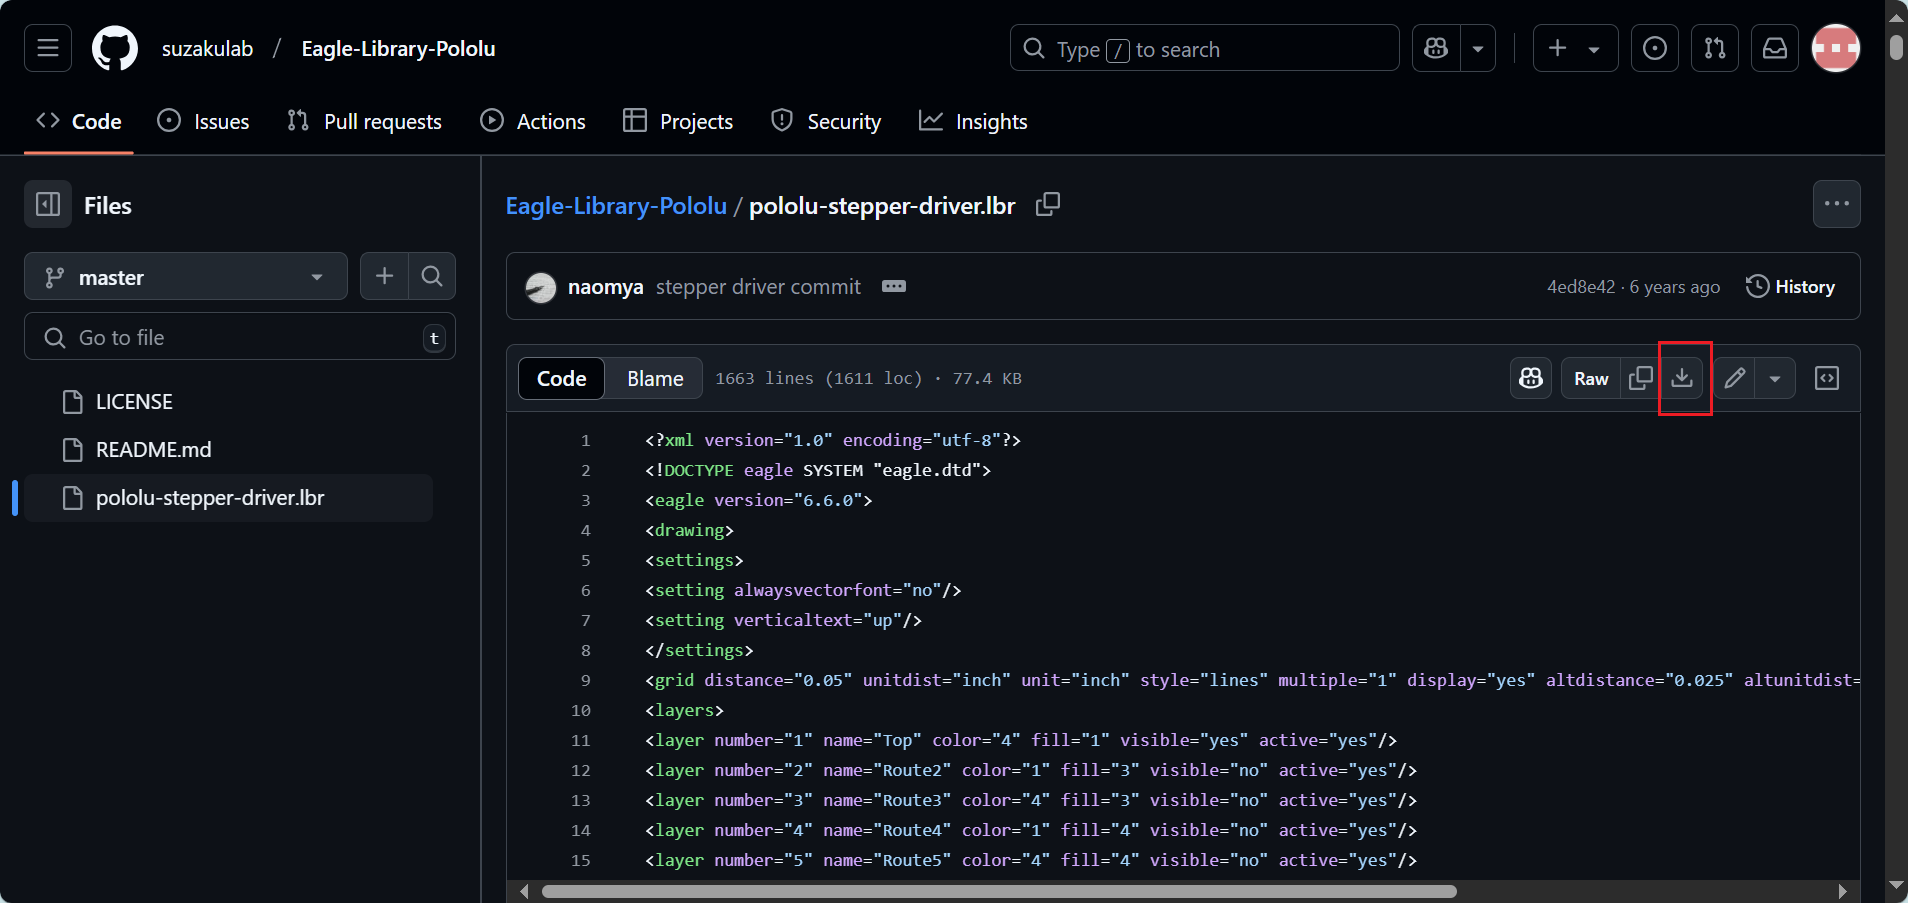 suzakulab / Eagle-Library-Pololu
Type / to search
Code Issues Pull requests Actions Projects Security Insights
Files
master
Go to file t
LICENSE
README.md
pololu-stepper-driver.lbr
Eagle-Library-Pololu / pololu-stepper-driver.lbr
naomya stepper driver commit
4ed8e42 · 6 years ago History
Code Blame 1663 lines (1611 loc) · 77.4 KB
Raw
1 <?xml version="1.0" encoding="utf-8"?>
2 <!DOCTYPE eagle SYSTEM "eagle.dtd">
3 <eagle version="6.6.0">
4 <drawing>
5 <settings>
6 <setting alwaysvectorfont="no"/>
7 <setting verticaltext="up"/>
8 </settings>
9 <grid distance="0.05" unitdist="inch" unit="inch" style="lines" multiple="1" display="yes" altdistance="0.025" altunitdist=
10 <layers>
11 <layer number="1" name="Top" color="4" fill="1" visible="yes" active="yes"/>
12 <layer number="2" name="Route2" color="1" fill="3" visible="no" active="yes"/>
13 <layer number="3" name="Route3" color="4" fill="3" visible="no" active="yes"/>
14 <layer number="4" name="Route4" color="1" fill="4" visible="no" active="yes"/>
15 <layer number="5" name="Route5" color="4" fill="4" visible="no" active="yes"/>